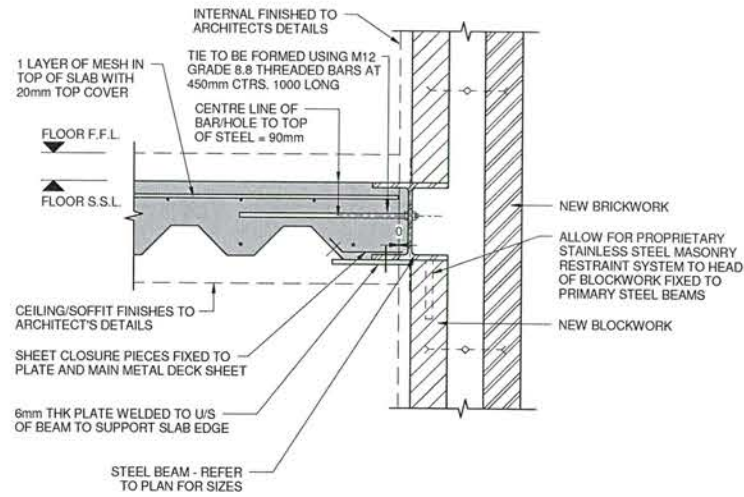 INTERNAL FINISHED TO
ARCHITECTS DETAILS
1 LAYER OF MESH IN
TOP OF SLAB WITH
20mm TOP COVER
TIE TO BE FORMED USING M12
GRADE 8.8 THREADED BARS AT
450mm CTRS, 1000 LONG
CENTRE LINE OF
BAR/HOLE TO TOP
OF STEEL = 90mm
FLOOR F.F.L.
FLOOR S.S.L.
0
NEW BRICKWORK
ALLOW FOR PROPRIETARY
STAINLESS STEEL MASONRY
RESTRAINT SYSTEM TO HEAD
OF BLOCKWORK FIXED TO
PRIMARY STEEL BEAMS
NEW BLOCKWORK
CEILING/SOFFIT FINISHES TO
ARCHITECT'S DETAILS
SHEET CLOSURE PIECES FIXED TO
PLATE AND MAIN METAL DECK SHEET
6mm THK PLATE WELDED TO U/S
OF BEAM TO SUPPORT SLAB EDGE
STEEL BEAM - REFER
TO PLAN FOR SIZES